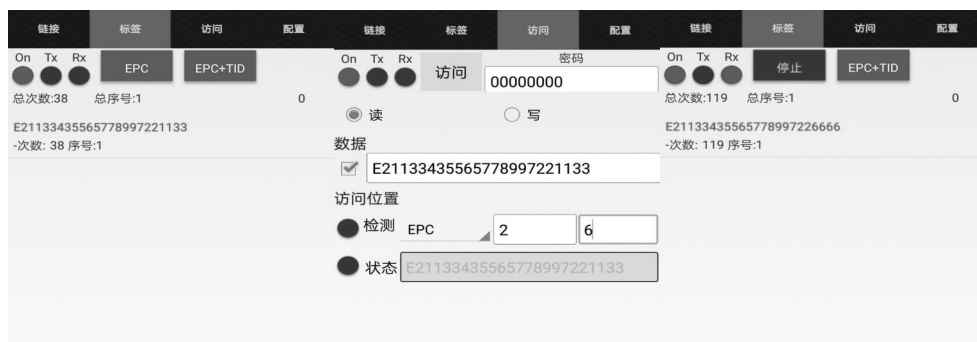 链接 标签 访问 配置
On Tx Rx EPC EPC+TID
总次数:38 总序号:1 0
E21133435565778997221133
-次数: 38 序号:1
链接 标签 访问 配置
On Tx Rx 访问 密码
00000000
读 写
数据
E21133435565778997221133
访问位置
检测 EPC 2 6
状态 E21133435565778997221133
链接 标签 访问 配置
On Tx Rx 停止 EPC+TID
总次数:119 总序号:1 0
E21133435565778997226666
-次数: 119 序号:1